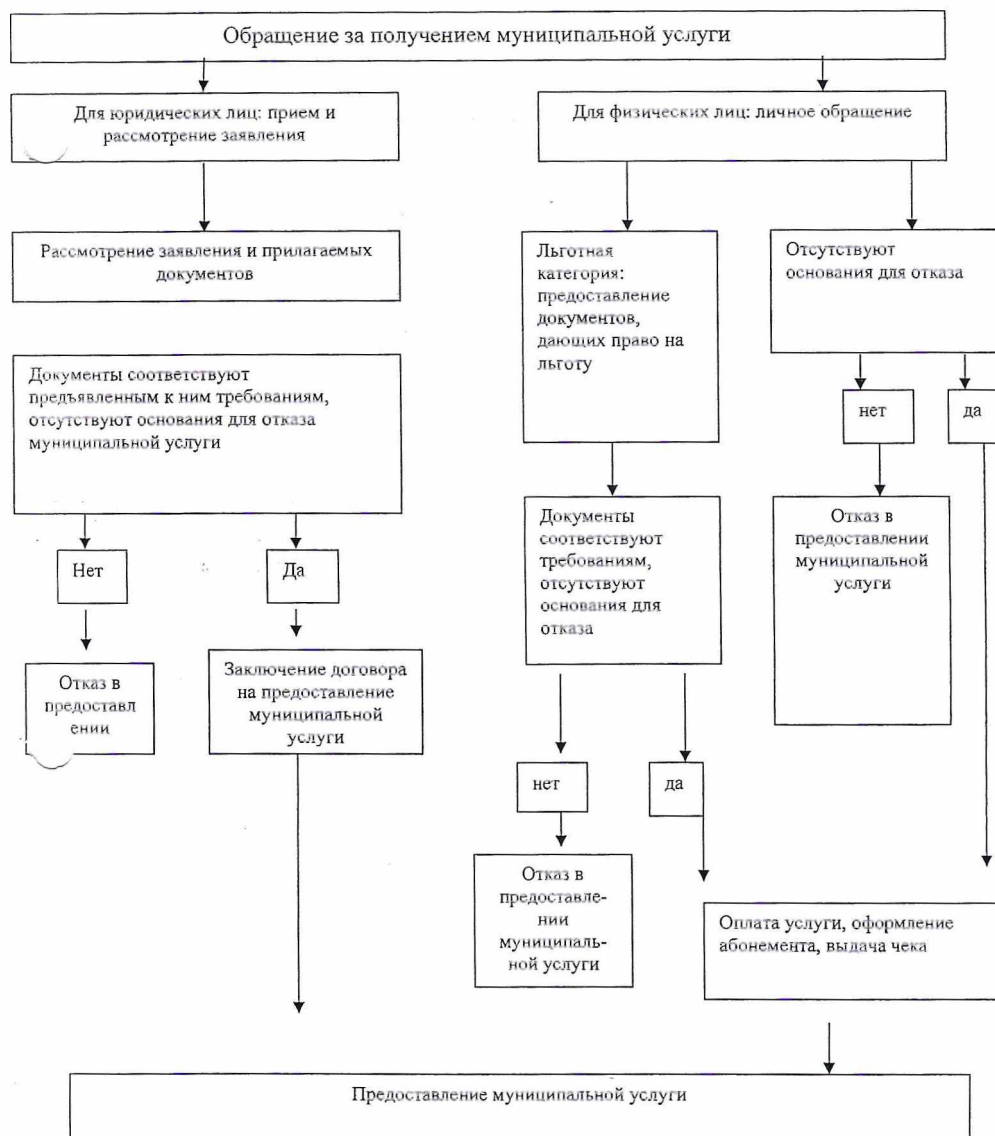 Обращение за получением муниципальной услуги
Для юридических лиц: прием и
рассмотрение заявления
Для физических лиц: личное обращение
Рассмотрение заявления и прилагаемых
документов
Льготная
категория:
предоставление
документов,
дающих право на
льготу
Отсутствуют
основания для отказа
Документы соответствуют
предъявленным к ним требованиям,
отсутствуют основания для отказа
муниципальной услуги
нет
да
Документы
соответствуют
требованиям,
отсутствуют
основания для
отказа
Отказ в
предоставлении
муниципальной
услуги
Нет
Да
Отказ в
предоставл
ении
Заключение договора
на предоставление
муниципальной
услуги
нет
да
Отказ в
предоставле-
нии
муниципаль-
ной услуги
Оплата услуги, оформление
абонемента, выдача чека
Предоставление муниципальной услуги